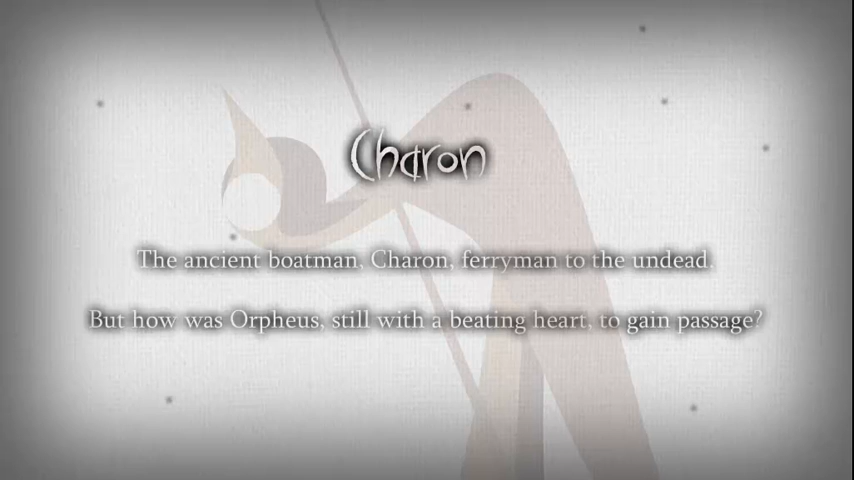 Charon
The ancient boatman, Charon, ferryman to the undead.
But how was Orpheus, still with a beating heart, to gain passage?